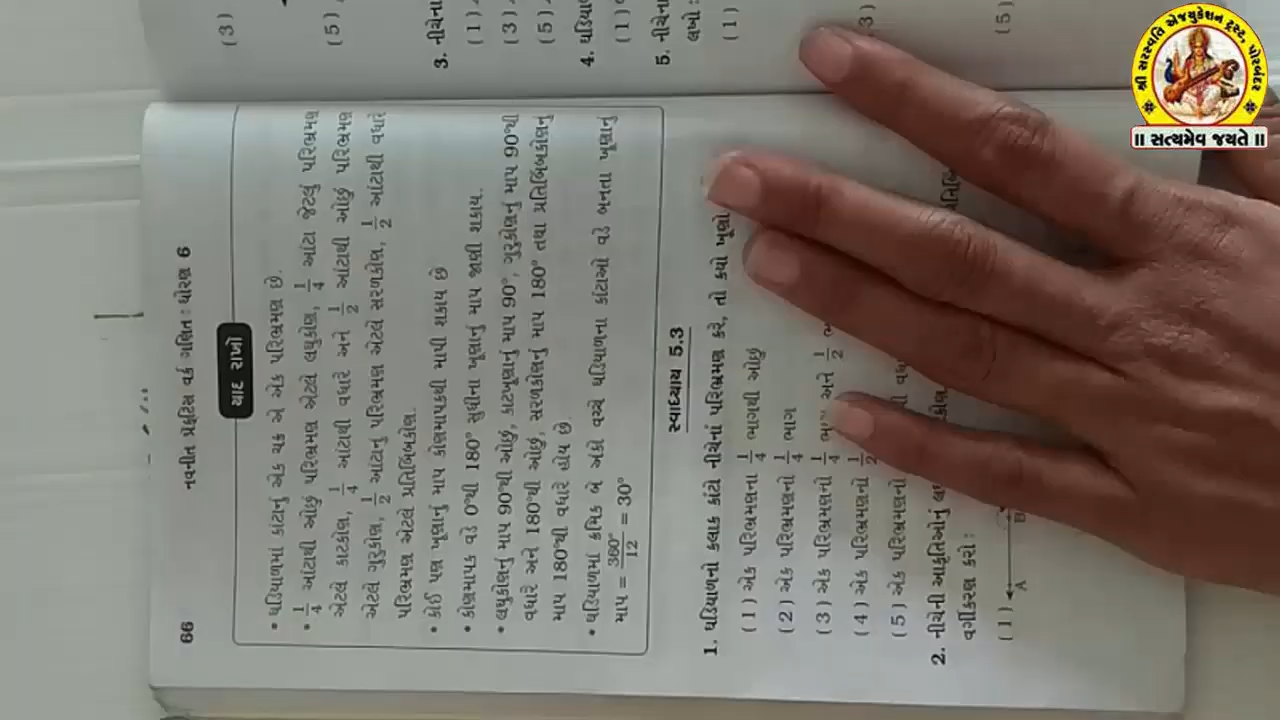 66
નવનીત પ્રેક્ટિસ વર્ક ગણિત : ધોરણ 6
યાદ રાખો
• ઘડિયાળમાં કાંટાનું એક ચક્ર એ એક પરિભ્રમણ છે.
• 1/4 આંટાથી ઓછું પરિભ્રમણ એટલે લઘુકોણ, 1/4 આંટા જેટલું પરિભ્રમણ
એટલે કાટકોણ, 1/4 આંટાથી વધારે અને 1/2 આંટાથી ઓછું પરિભ્રમણ
એટલે ગુરુકોણ, 1/2 આંટાનું પરિભ્રમણ એટલે સરળકોણ, 1/2 આંટાથી વધારે
પરિભ્રમણ એટલે પ્રતિબિંબકોણ.
• કોઈ પણ ખૂણાનું માપ કોણમાપકથી માપી શકાય છે
• કોણમાપક વડે 0°થી 180° સુધીના ખૂણાનું માપ જાણી શકાય.
• લઘુકોણનું માપ 90°થી ઓછું, કાટખૂણાનું માપ 90°, ગુરુકોણનું માપ 90°થી
વધારે અને 180°થી ઓછું, સરળકોણનું માપ 180° તથા પ્રતિબિંબકોણનું
માપ 180°થી વધારે હોય છે.
• ઘડિયાળમાં ક્રમિક બે અંકો વચ્ચે ઘડિયાળના કાંટાઓ વડે બનતા ખૂણાનું
માપ = 360°/12 = 30°
સ્વાધ્યાય 5.3
1. ઘડિયાળનો કલાક કાંટો નીચેનાં પરિભ્રમણ કરે, તો કયો ખૂણો
(1) એક પરિભ્રમણના 1/4 ભાગથી ઓછું
(2) એક પરિભ્રમણનો 1/4 ભાગ
(3) એક પરિભ્રમણનો 1/4 અને 1/2
(4) એક પરિભ્રમણનો 1/2
(5) એક પરિભ્રમણનો
2. નીચેની આકૃતિઓનું
વર્ગીકરણ કરો :
(1)
A
B
(3)
(5)
3. નીચેના
(1)
(3)
(5)
4. ઘડિયાળ
(1)
5. નીચેના
લખો :
(1)
3)
(5)
શ્રી સરસ્વતિ એજયુકેશન ટ્રસ્ટ, પોરબંદર
|| સત્યમેવ જયતે ||